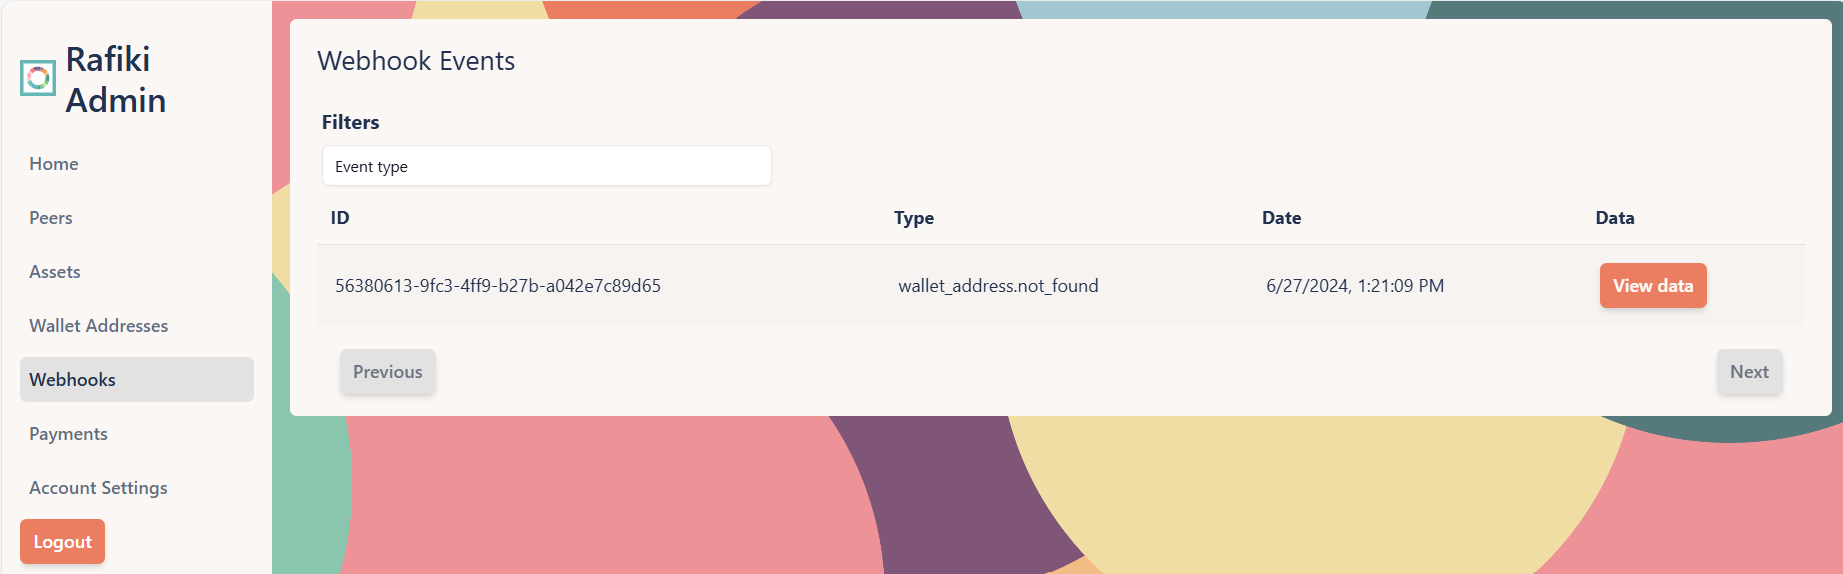 Rafiki
Admin
Home
Peers
Assets
Wallet Addresses
Webhooks
Payments
Account Settings
Logout
Webhook Events
Filters
Event type
ID Type Date Data
56380613-9fc3-4ff9-b27b-a042e7c89d65 wallet_address.not_found 6/27/2024, 1:21:09 PM View data
Previous Next